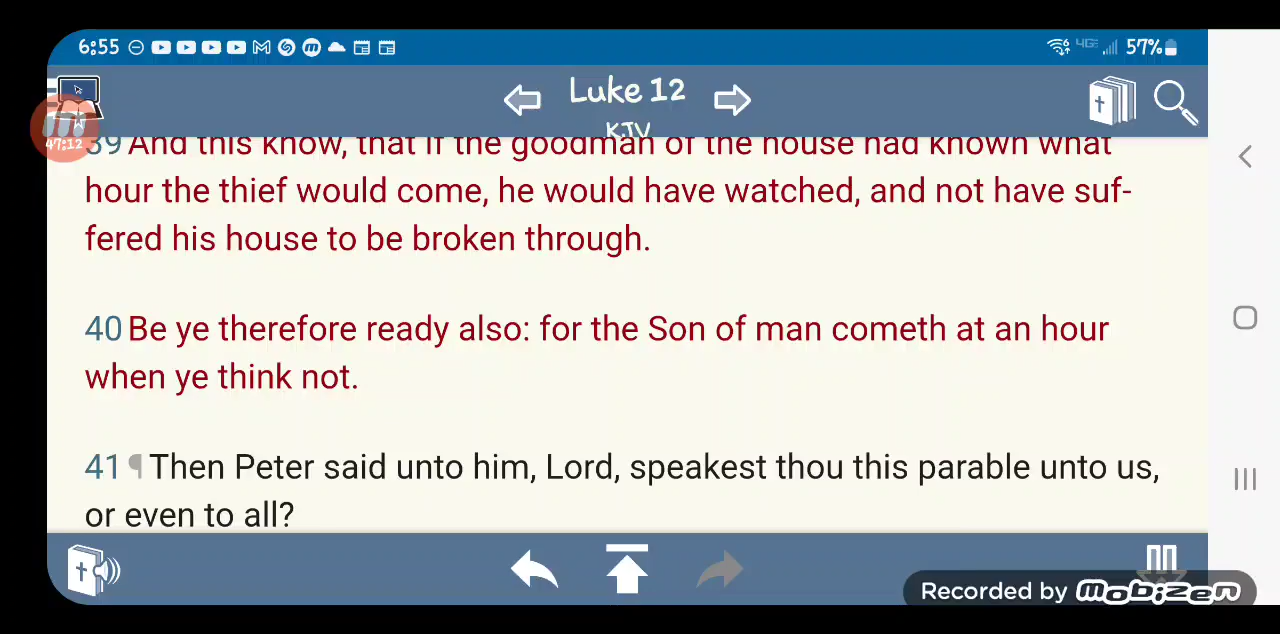 6:55 4GE 57%
Luke 12
KJV
47:12
39 And this know, that if the goodman of the house had known what
hour the thief would come, he would have watched, and not have suf-
fered his house to be broken through.
40 Be ye therefore ready also: for the Son of man cometh at an hour
when ye think not.
41 ¶ Then Peter said unto him, Lord, speakest thou this parable unto us,
or even to all?
Recorded by mobizen